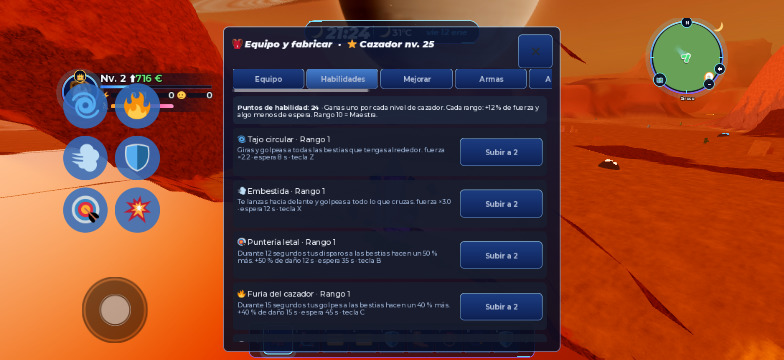 21:24
31°C
Equipo y fabricar · Cazador nv. 25
Nv. 2 716 €
0 0
Equipo Habilidades Mejorar Armas A
Puntos de habilidad: 24 · Ganas uno por cada nivel de cazador. Cada rango: +12 % de fuerza y
algo menos de espera. Rango 10 = Maestra.
Tajo circular · Rango 1
Giras y golpeas a todas las bestias que tengas alrededor. fuerza
×2.2 · espera 8 s · tecla Z
Subir a 2
Embestida · Rango 1
Te lanzas hacia delante y golpeas a todo lo que cruzas. fuerza ×3.0
· espera 12 s · tecla X
Subir a 2
Puntería letal · Rango 1
Durante 12 segundos tus disparos a las bestias hacen un 50 %
más. +50 % de daño 12 s · espera 35 s · tecla B
Subir a 2
Furia del cazador · Rango 1
Durante 15 segundos tus golpes a las bestias hacen un 40 % más.
+40 % de daño 15 s · espera 45 s · tecla C
Subir a 2